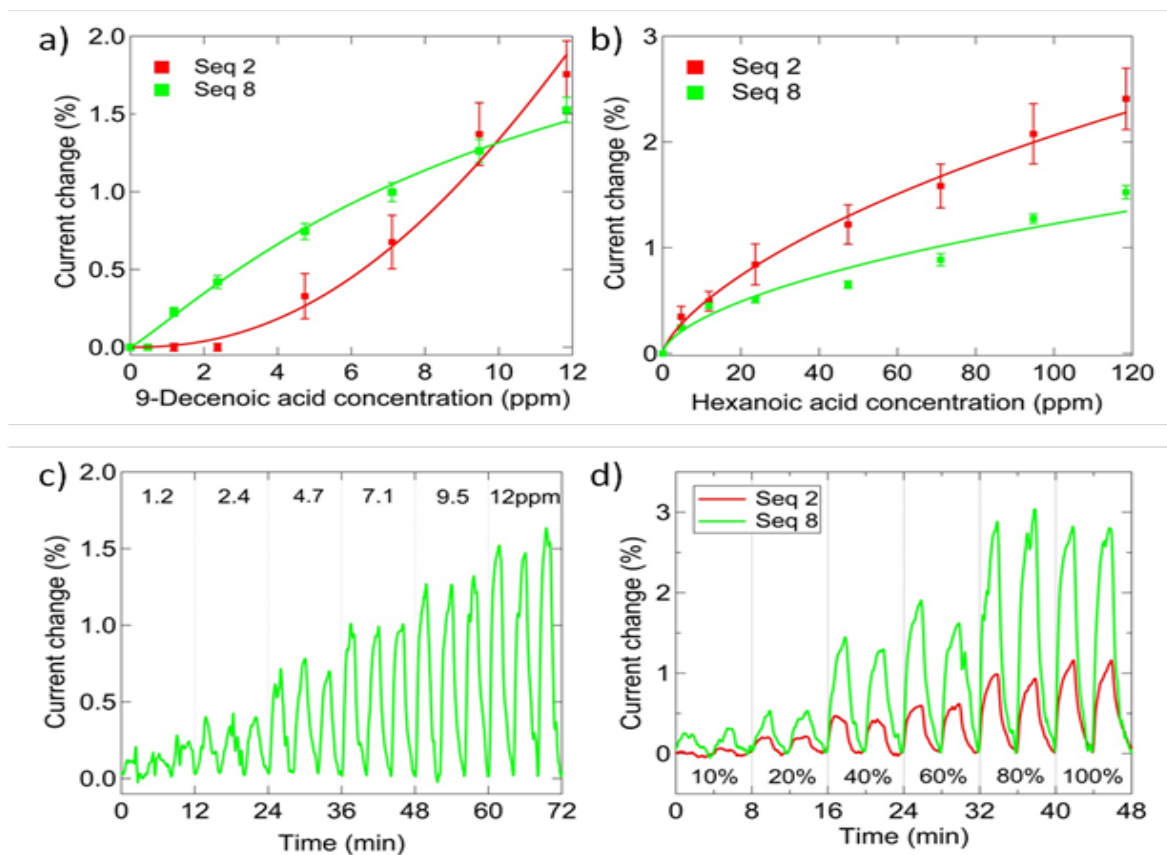 a)
Seq 2
Seq 8
Current change (%)
2.0
1.5
1.0
0.5
0.0
0 2 4 6 8 10 12
9-Decenoic acid concentration (ppm)
b)
Seq 2
Seq 8
Current change (%)
3
2
1
0
0 20 40 60 80 100 120
Hexanoic acid concentration (ppm)
c)
1.2 2.4 4.7 7.1 9.5 12ppm
Current change (%)
2.0
1.5
1.0
0.5
0.0
0 12 24 36 48 60 72
Time (min)
d)
Seq 2
Seq 8
Current change (%)
3
2
1
0
10% 20% 40% 60% 80% 100%
0 8 16 24 32 40 48
Time (min)